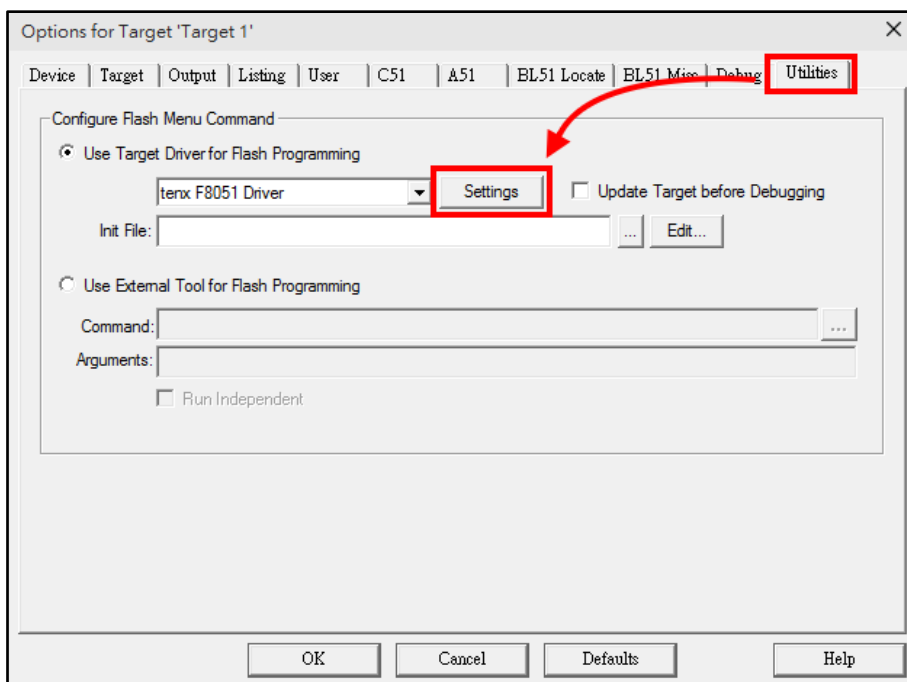 Options for Target 'Target 1'
Device Target Output Listing User C51 A51 BL51 Locate BL51 Misc Debug Utilities
Configure Flash Menu Command
Use Target Driver for Flash Programming
tenx F8051 Driver Settings Update Target before Debugging
Init File: ... Edit...
Use External Tool for Flash Programming
Command: ...
Arguments:
Run Independent
OK Cancel Defaults Help